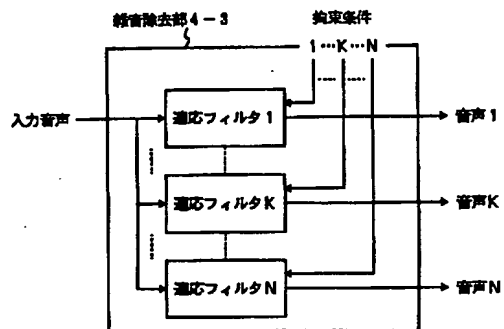 雑音除去部4-3
拘束条件
1…K…N
入力音声
適応フィルタ1
音声1
適応フィルタK
音声K
適応フィルタN
音声N